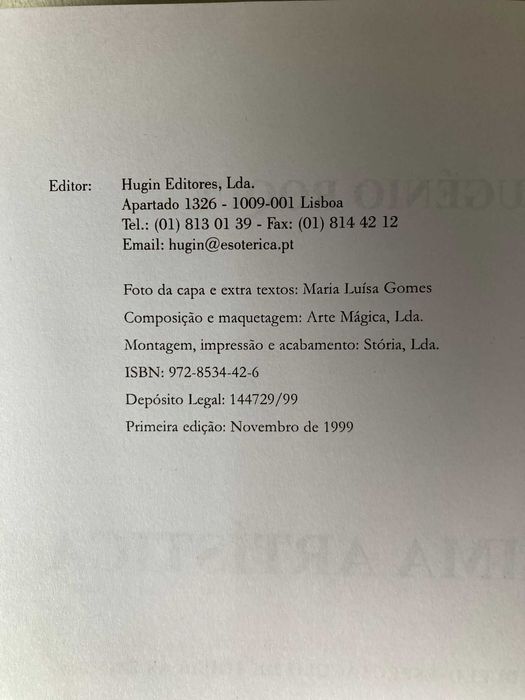 Editor: Hugin Editores, Lda.
Apartado 1326 - 1009-001 Lisboa
Tel.: (01) 813 01 39 - Fax: (01) 814 42 12
Email: hugin@esoterica.pt
Foto da capa e extra textos: Maria Luísa Gomes
Composição e maquetagem: Arte Mágica, Lda.
Montagem, impressão e acabamento: Stória, Lda.
ISBN: 972-8534-42-6
Depósito Legal: 144729/99
Primeira edição: Novembro de 1999